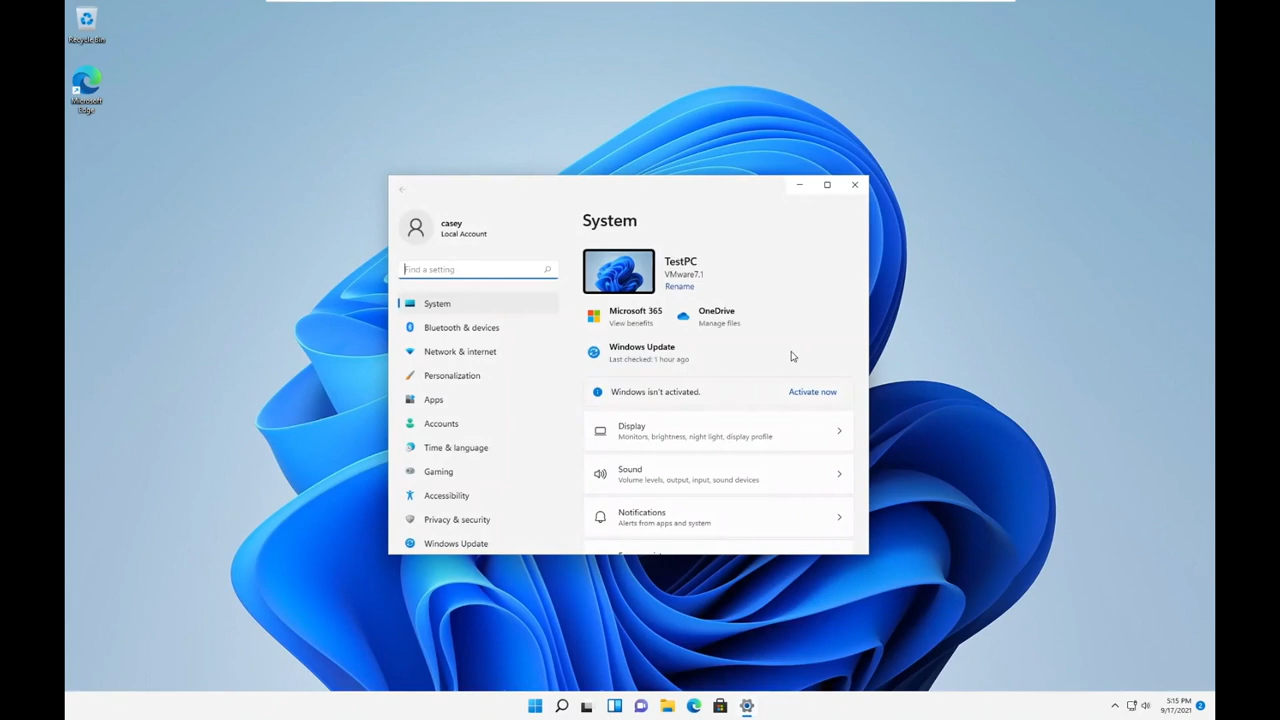 Recycle Bin
Microsoft
Edge
casey
Local Account
Find a setting
System
Bluetooth & devices
Network & internet
Personalization
Apps
Accounts
Time & language
Gaming
Accessibility
Privacy & security
Windows Update
System
TestPC
VMware7.1
Rename
Microsoft 365
View benefits
OneDrive
Manage files
Windows Update
Last checked: 1 hour ago
Windows isn't activated.
Activate now
Display
Monitors, brightness, night light, display profile
Sound
Volume levels, output, input, sound devices
Notifications
Alerts from apps and system
5:15 PM
9/17/2021
2